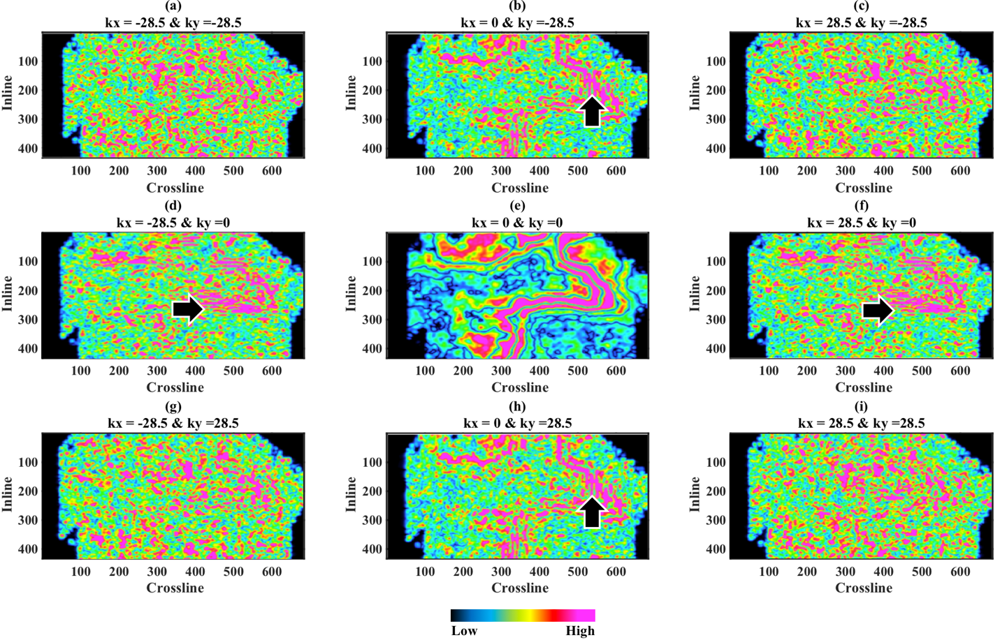 (a)
kx = -28.5 & ky =-28.5
100
200
300
400
Inline
100 200 300 400 500 600
Crossline
(b)
kx = 0 & ky =-28.5
100
200
300
400
Inline
100 200 300 400 500 600
Crossline
(c)
kx = 28.5 & ky =-28.5
100
200
300
400
Inline
100 200 300 400 500 600
Crossline
(d)
kx = -28.5 & ky =0
100
200
300
400
Inline
100 200 300 400 500 600
Crossline
(e)
kx = 0 & ky =0
100
200
300
400
Inline
100 200 300 400 500 600
Crossline
(f)
kx = 28.5 & ky =0
100
200
300
400
Inline
100 200 300 400 500 600
Crossline
(g)
kx = -28.5 & ky =28.5
100
200
300
400
Inline
100 200 300 400 500 600
Crossline
(h)
kx = 0 & ky =28.5
100
200
300
400
Inline
100 200 300 400 500 600
Crossline
(i)
kx = 28.5 & ky =28.5
100
200
300
400
Inline
100 200 300 400 500 600
Crossline
Low High